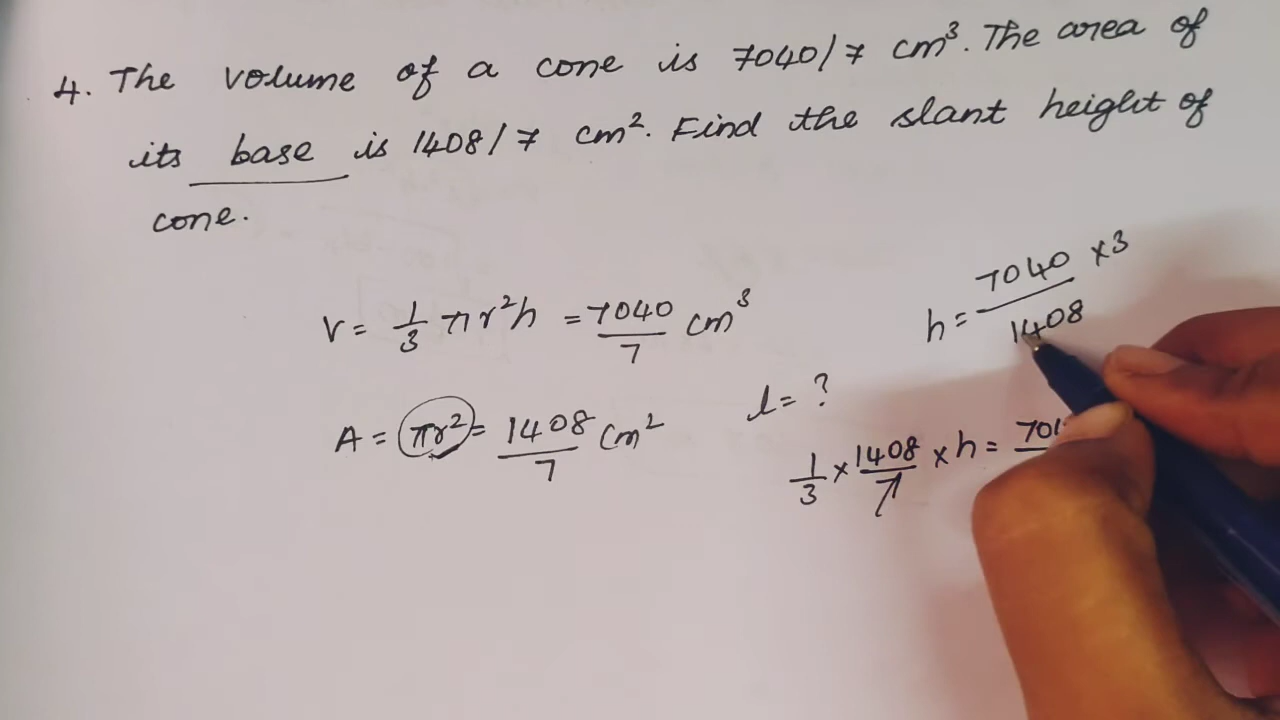 4. The volume of a cone is 7040/7 cm³. The area of
its base is 1408/7 cm². Find the slant height of
cone.
V = 1/3 πr²h = 7040/7 cm³
h = 7040 × 3 / 1408
A = πr² = 1408/7 cm²
l = ?
1/3 × 1408/7 × h =